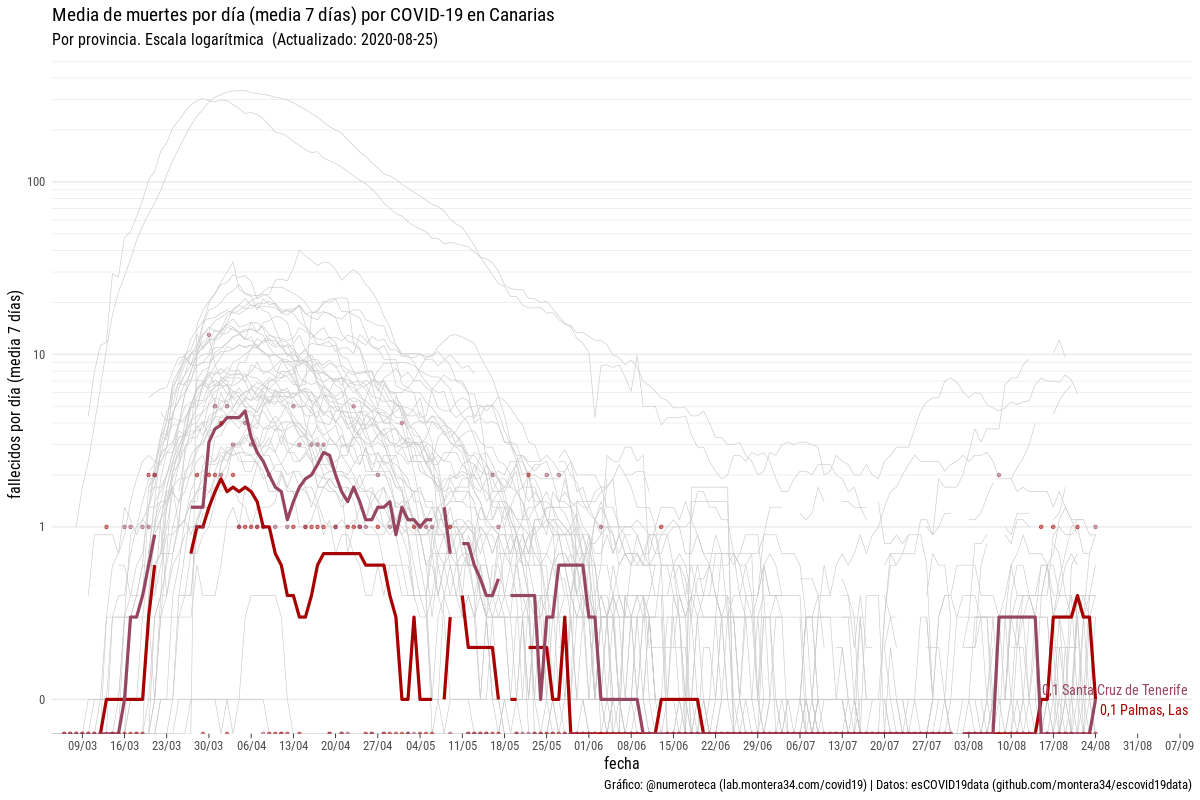 Media de muertes por día (media 7 días) por COVID-19 en Canarias
Por provincia. Escala logarítmica (Actualizado: 2020-08-25)
fallecidos por día (media 7 días)
100
10
1
0
0,1 Santa Cruz de Tenerife
0,1 Palmas, Las
09/03 16/03 23/03 30/03 06/04 13/04 20/04 27/04 04/05 11/05 18/05 25/05 01/06 08/06 15/06 22/06 29/06 06/07 13/07 20/07 27/07 03/08 10/08 17/08 24/08 31/08 07/09
fecha
Gráfico: @numeroteca (lab.montera34.com/covid19) | Datos: esCOVID19data (github.com/montera34/escovid19data)